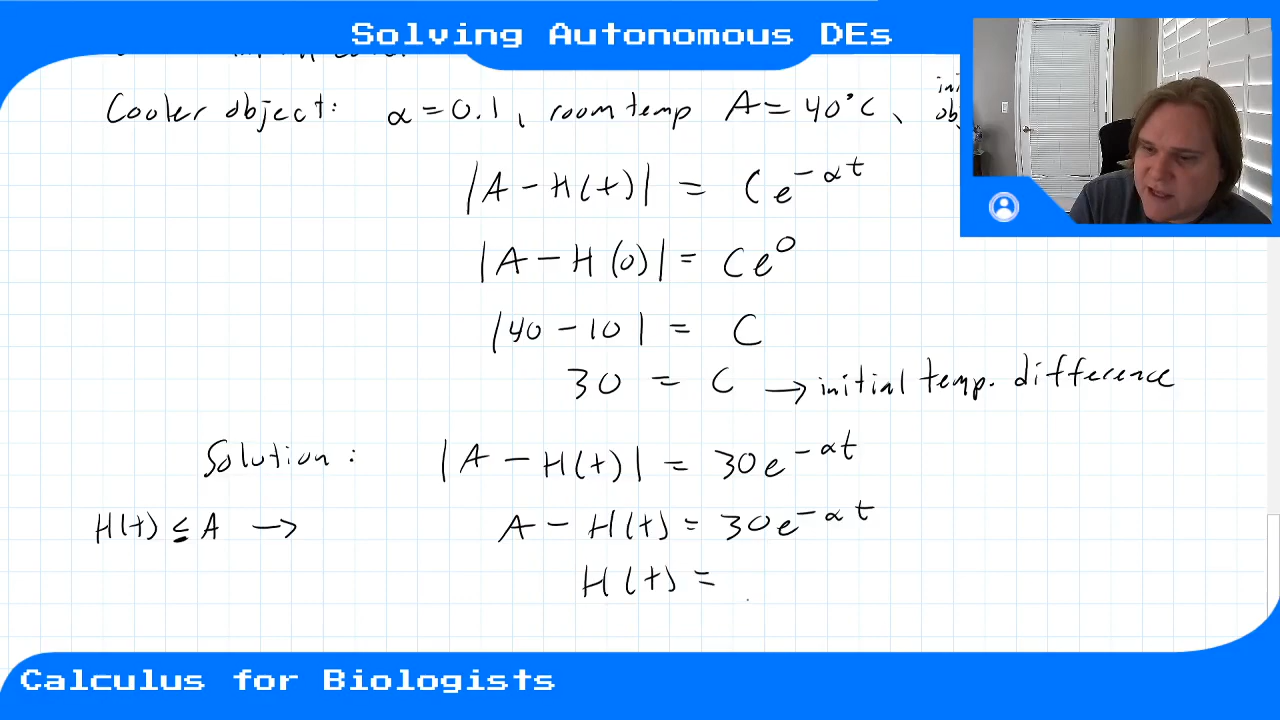 Solving Autonomous DEs
Cooler object: α = 0.1, room temp A = 40°C,
|A - H(t)| = Ce^{-αt}
|A - H(0)| = Ce^0
|40 - 10| = C
30 = C → initial temp. difference
Solution: |A - H(t)| = 30e^{-αt}
H(t) ≤ A → A - H(t) = 30e^{-αt}
H(t) =
Calculus for Biologists